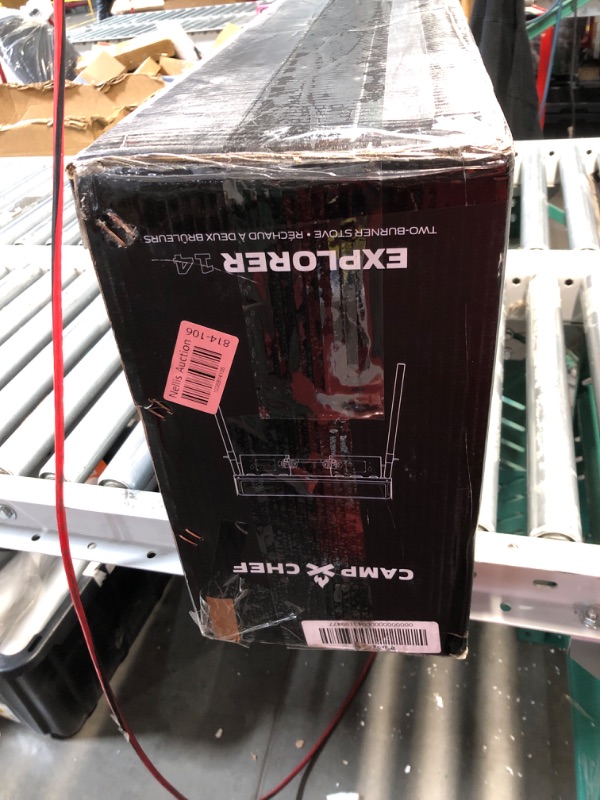 CAMP CHEF
EXPLORER 14
TWO-BURNER STOVE • RÉCHAUD À DEUX BRÛLEURS
Nellis Auction
814-106